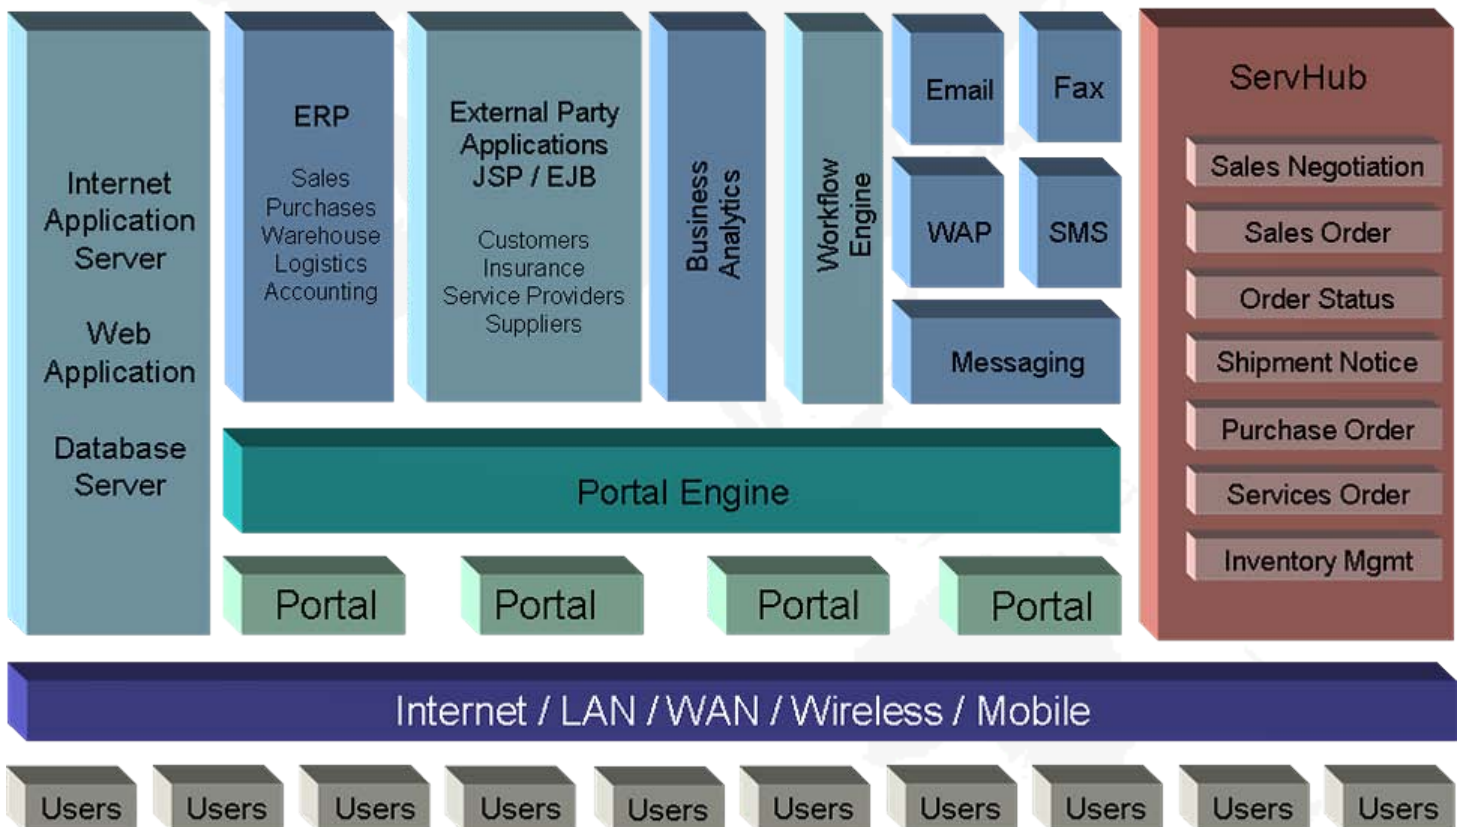 Internet
Application
Server
Web
Application
Database
Server
ERP
Sales
Purchases
Warehouse
Logistics
Accounting
External Party
Applications
JSP / EJB
Customers
Insurance
Service Providers
Suppliers
Business
Analytics
Workflow
Engine
Email
Fax
WAP
SMS
Messaging
ServHub
Sales Negotiation
Sales Order
Order Status
Shipment Notice
Purchase Order
Services Order
Inventory Mgmt
Portal Engine
Portal
Portal
Portal
Portal
Internet / LAN / WAN / Wireless / Mobile
Users
Users
Users
Users
Users
Users
Users
Users
Users
Users